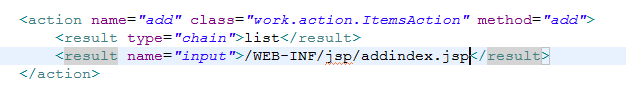 <action name="add" class="work.action.ItemsAction" method="add">
<result type="chain">list</result>
<result name="input">/WEB-INF/jsp/addindex.jsp</result>
</action>